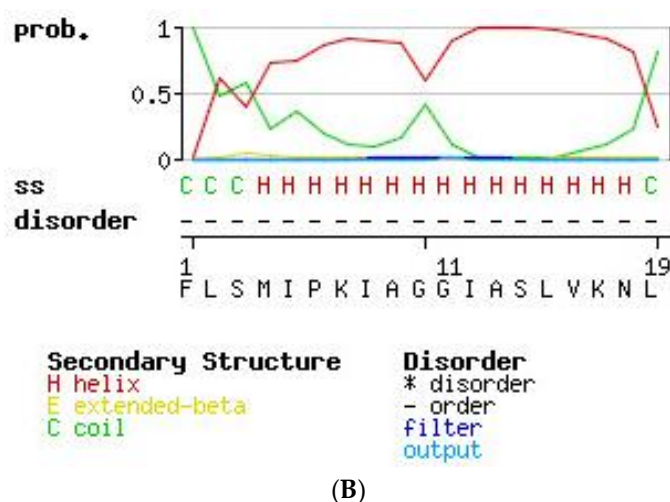 prob.
1
0.5
0
ss C C C H H H H H H H H H H H H H H H C
disorder - - - - - - - - - - - - - - - - - - -
1 11 19
F L S M I P K I A G G I A S L V K N L
Secondary Structure
H helix
E extended-beta
C coil
Disorder
* disorder
- order
filter
output
(B)